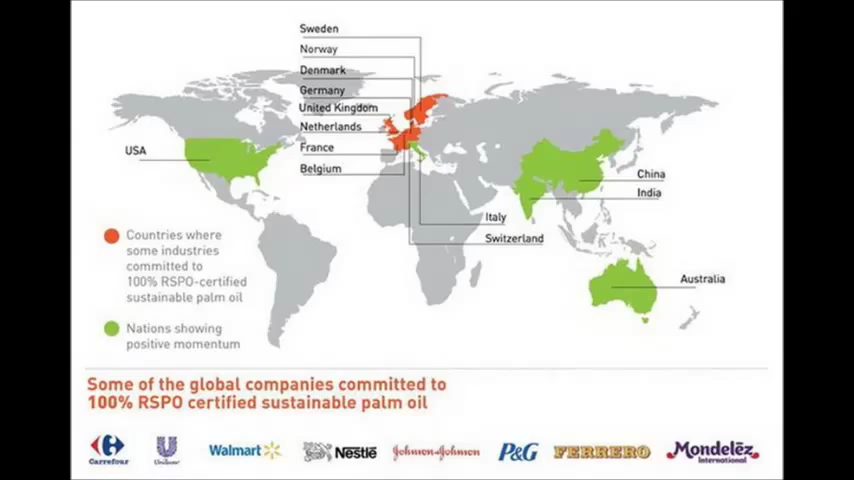 Sweden
Norway
Denmark
Germany
United Kingdom
Netherlands
France
Belgium
USA
China
India
Italy
Switzerland
Australia
Countries where
some industries
committed to
100% RSPO-certified
sustainable palm oil
Nations showing
positive momentum
Some of the global companies committed to
100% RSPO certified sustainable palm oil
Carrefour
Unilever
Walmart
Nestlé
Johnson & Johnson
P&G
FERRERO
Mondelēz
International